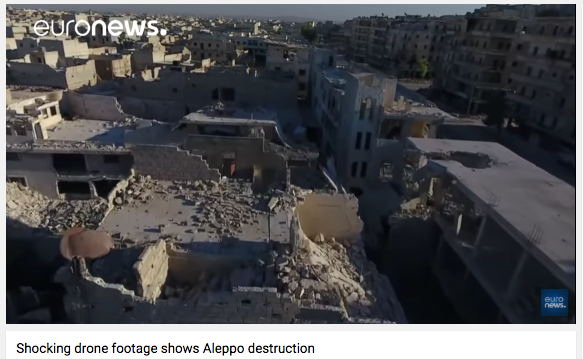 euronews.
euro
news.
Shocking drone footage shows Aleppo destruction